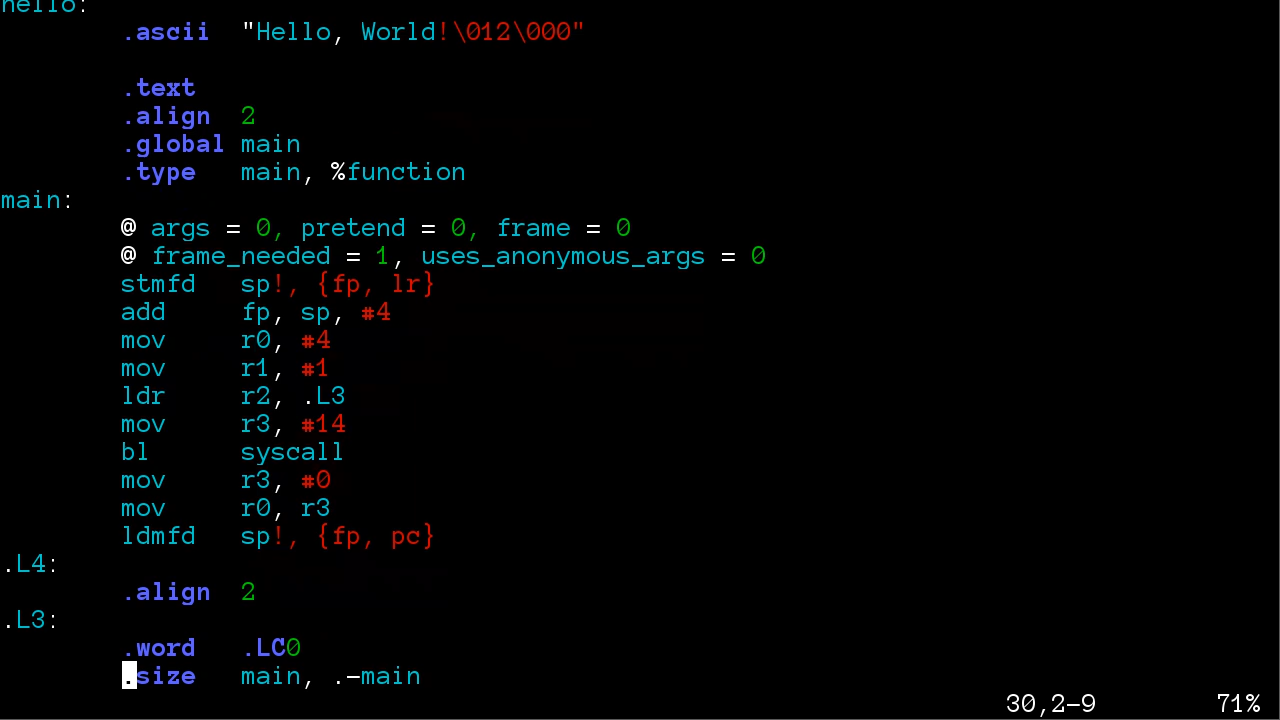 hello:
.ascii "Hello, World!\012\000"
.text
.align 2
.global main
.type main, %function
main:
@ args = 0, pretend = 0, frame = 0
@ frame_needed = 1, uses_anonymous_args = 0
stmfd sp!, {fp, lr}
add fp, sp, #4
mov r0, #4
mov r1, #1
ldr r2, .L3
mov r3, #14
bl syscall
mov r3, #0
mov r0, r3
ldmfd sp!, {fp, pc}
.L4:
.align 2
.L3:
.word .LC0
.size main, .-main
30,2-9 71%